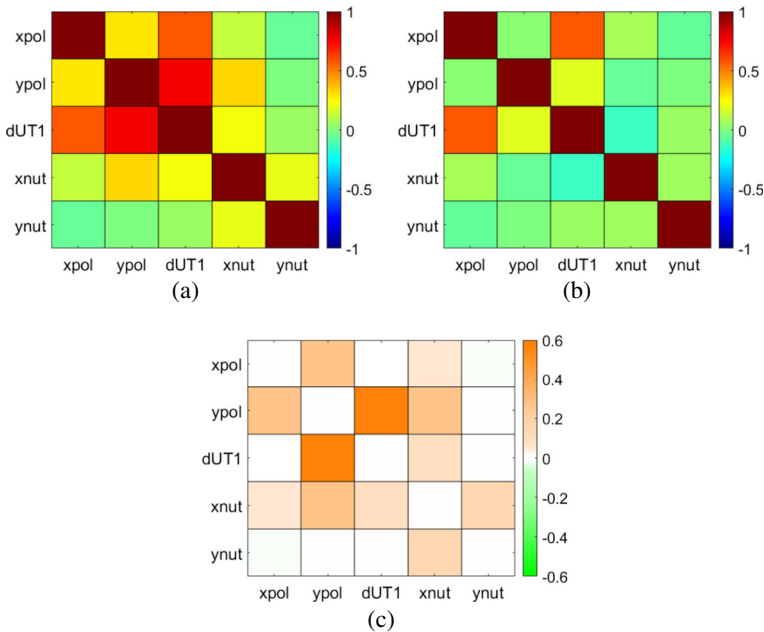 xpol
ypol
dUT1
xnut
ynut
xpol ypol dUT1 xnut ynut
1
0.5
0
-0.5
-1
(a)
xpol
ypol
dUT1
xnut
ynut
xpol ypol dUT1 xnut ynut
1
0.5
0
-0.5
-1
(b)
xpol
ypol
dUT1
xnut
ynut
xpol ypol dUT1 xnut ynut
0.6
0.4
0.2
0
-0.2
-0.4
-0.6
(c)